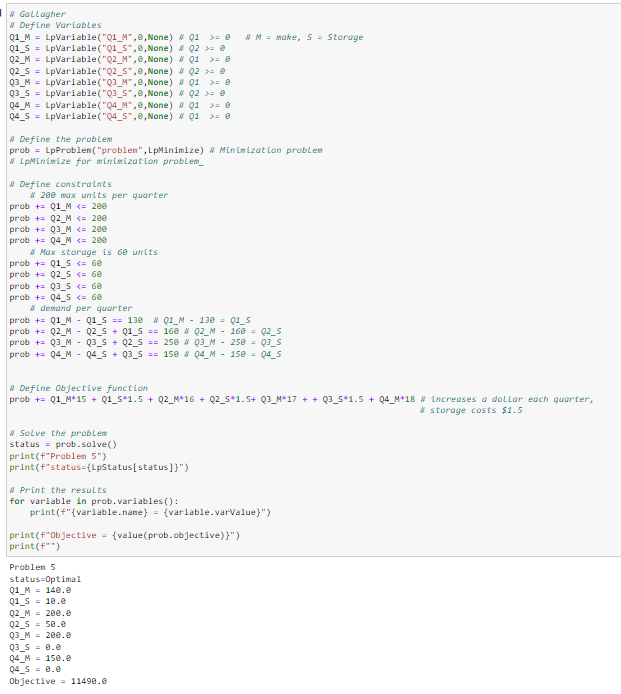 # Gallagher
# Define Variables
Q1_M = LpVariable("Q1_M",0,None) # Q1  >= 0   # M = make, S = Storage
Q1_S = LpVariable("Q1_S",0,None) # Q2 >= 0
Q2_M = LpVariable("Q2_M",0,None) # Q1  >= 0
Q2_S = LpVariable("Q2_S",0,None) # Q2 >= 0
Q3_M = LpVariable("Q3_M",0,None) # Q1  >= 0
Q3_S = LpVariable("Q3_S",0,None) # Q2 >= 0
Q4_M = LpVariable("Q4_M",0,None) # Q1  >= 0
Q4_S = LpVariable("Q4_S",0,None) # Q1  >= 0
# Define the problem
prob = LpProblem("problem",LpMinimize) # Minimization problem
# LpMinimize for minimization problem_
# Define constraints
# 200 max units per quarter
prob += Q1_M <= 200
prob += Q2_M <= 200
prob += Q3_M <= 200
prob += Q4_M <= 200
# Max storage is 60 units
prob += Q1_S <= 60
prob += Q2_S <= 60
prob += Q3_S <= 60
prob += Q4_S <= 60
# demand per quarter
prob += Q1_M - Q1_S == 130  # Q1_M - 130 = Q1_S
prob += Q2_M - Q2_S + Q1_S == 160 # Q2_M - 160 = Q2_S
prob += Q3_M - Q3_S + Q2_S == 250 # Q3_M - 250 = Q3_S
prob += Q4_M - Q4_S + Q3_S == 150 # Q4_M - 150 = Q4_S
# Define Objective function
prob += Q1_M*15 + Q1_S*1.5 + Q2_M*16 + Q2_S*1.5+ Q3_M*17 + + Q3_S*1.5 + Q4_M*18 # increases a dollar each quarter,
# storage costs $1.5
# Solve the problem
status = prob.solve()
print(f"Problem 5")
print(f"status={LpStatus[status]}")
# Print the results
for variable in prob.variables():
print(f"{variable.name} = {variable.varValue}")
print(f"Objective = {value(prob.objective)}")
print(f"")
Problem 5
status=Optimal
Q1_M = 140.0
Q1_S = 10.0
Q2_M = 200.0
Q2_S = 50.0
Q3_M = 200.0
Q3_S = 0.0
Q4_M = 150.0
Q4_S = 0.0
Objective = 11490.0